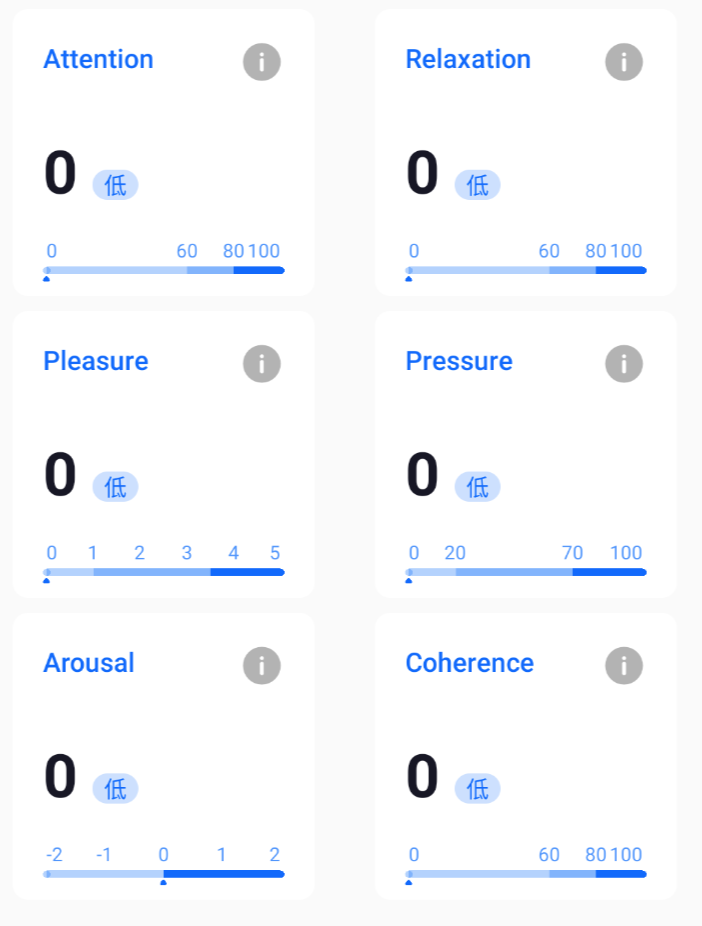 Attention
0 低
0 60 80 100
Relaxation
0 低
0 60 80 100
Pleasure
0 低
0 1 2 3 4 5
Pressure
0 低
0 20 70 100
Arousal
0 低
-2 -1 0 1 2
Coherence
0 低
0 60 80 100